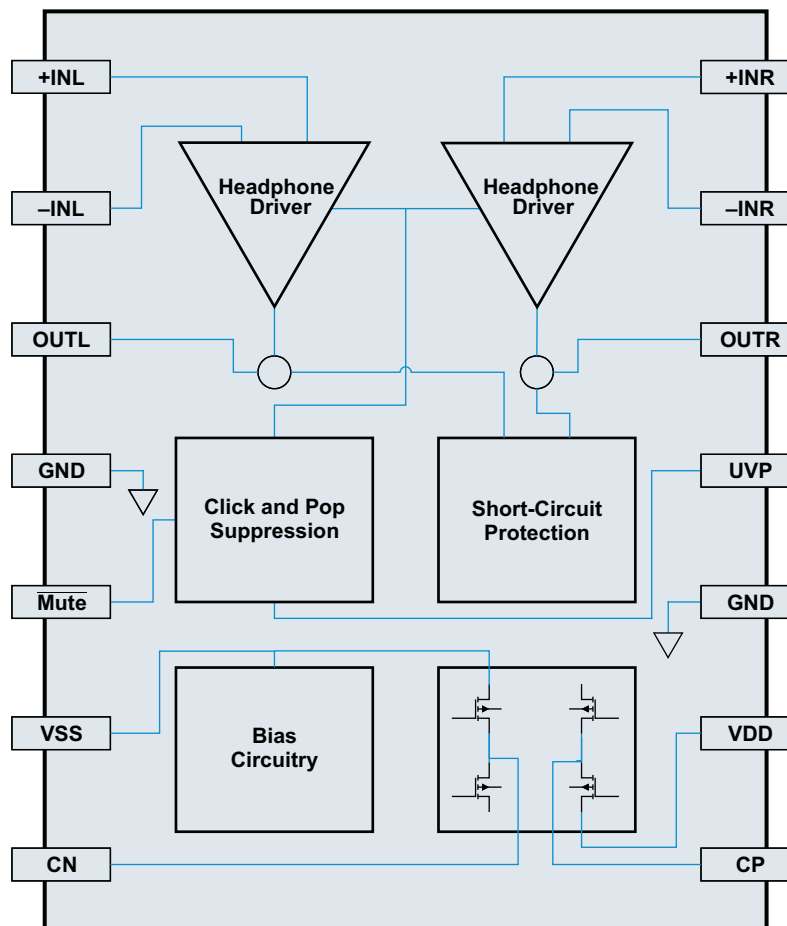 +INL
+INR
Headphone
Driver
Headphone
Driver
–INL
–INR
OUTL
OUTR
GND
UVP
Click and Pop
Suppression
Short-Circuit
Protection
Mute
GND
VSS
Bias
Circuitry
VDD
CN
CP